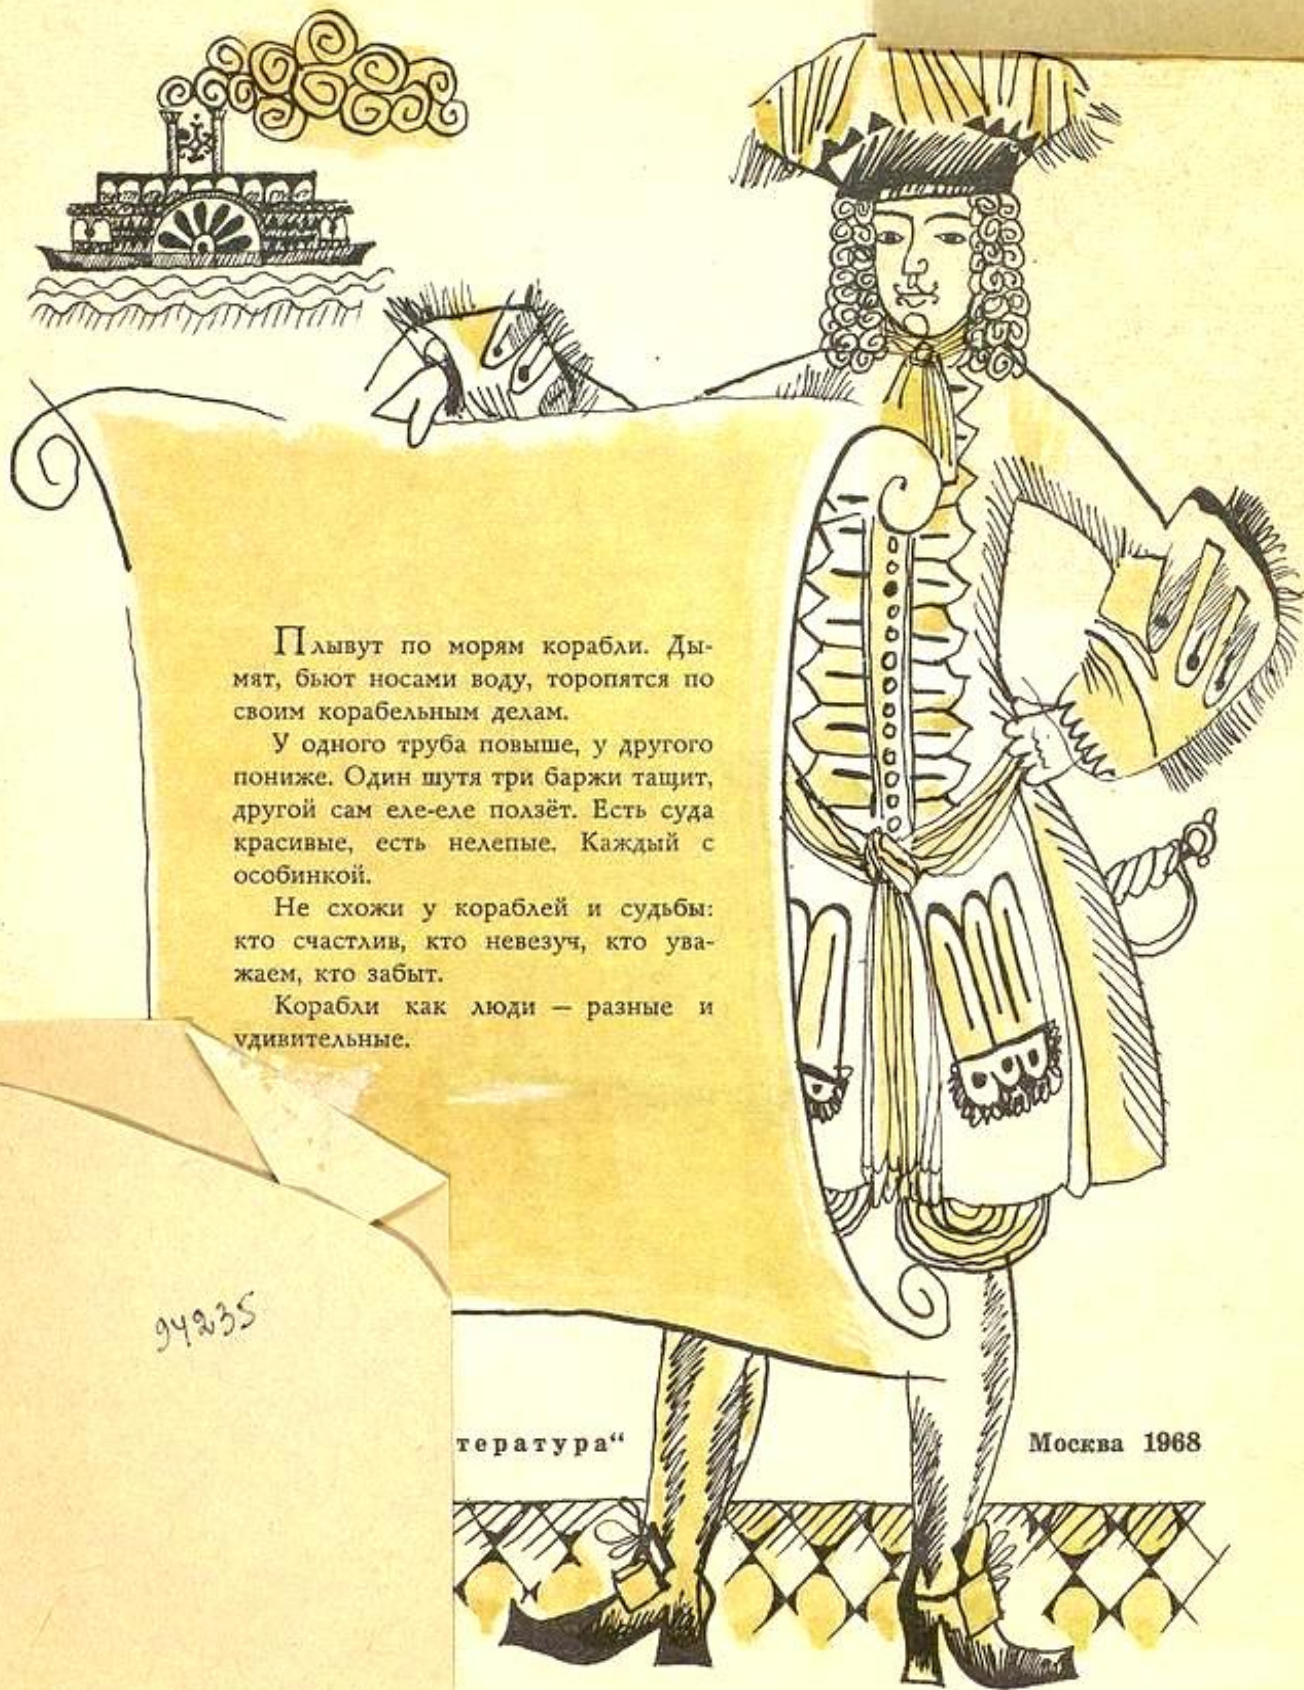 Плывут по морям корабли. Ды-
мят, бьют носами воду, торопятся по
своим корабельным делам.
У одного труба повыше, у другого
пониже. Один шутя три баржи тащит,
другой сам еле-еле ползёт. Есть суда
красивые, есть нелепые. Каждый с
особинкой.
Не схожи у кораблей и судьбы:
кто счастлив, кто невезуч, кто ува-
жаем, кто забыт.
Корабли как люди — разные и
удивительные.
94235
тература“ Москва 1968